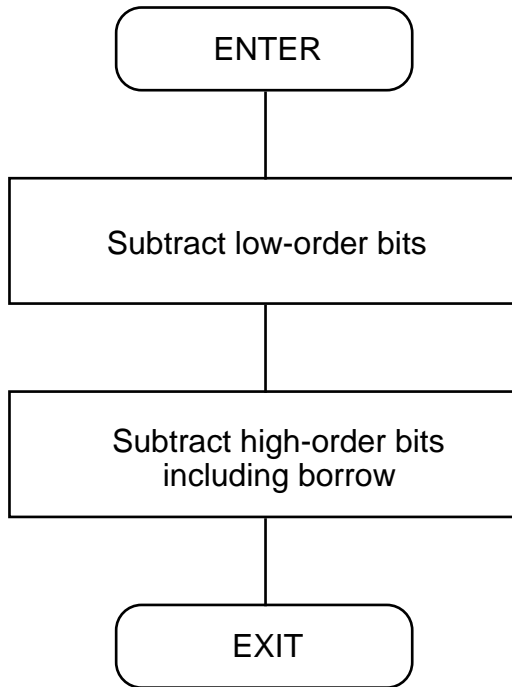 ENTER
Subtract low-order bits
Subtract high-order bits
including borrow
EXIT